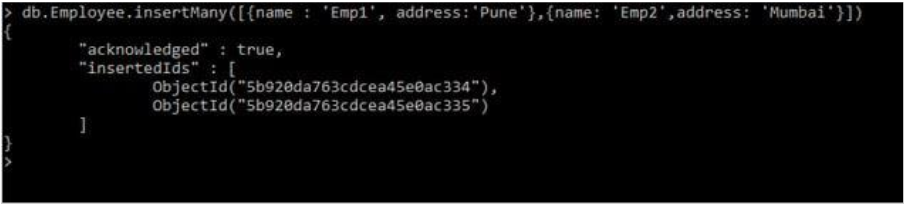 > db.Employee.insertMany([{name : 'Emp1', address:'Pune'},{name: 'Emp2',address: 'Mumbai'}])
{
"acknowledged" : true,
"insertedIds" : [
ObjectId("5b920da763cdcea45e0ac334"),
ObjectId("5b920da763cdcea45e0ac335")
]
}
>